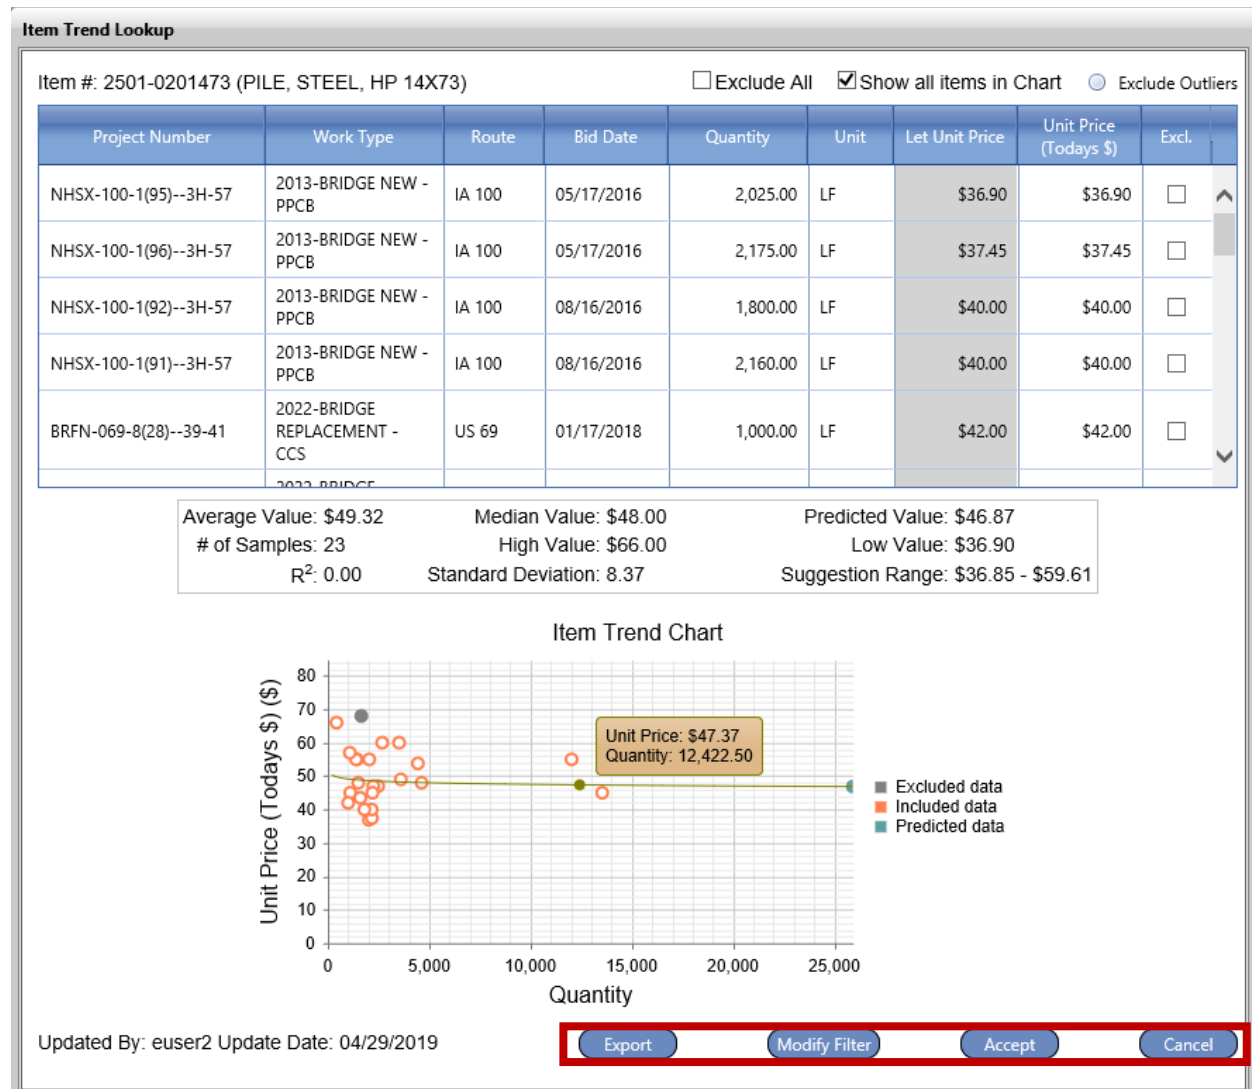 Item Trend Lookup
Item #: 2501-0201473 (PILE, STEEL, HP 14X73) Exclude All Show all items in Chart Exclude Outliers
Project Number Work Type Route Bid Date Quantity Unit Let Unit Price Unit Price (Todays $) Excl.
NHSX-100-1(95)--3H-57 2013-BRIDGE NEW - PPCB IA 100 05/17/2016 2,025.00 LF $36.90 $36.90
NHSX-100-1(96)--3H-57 2013-BRIDGE NEW - PPCB IA 100 05/17/2016 2,175.00 LF $37.45 $37.45
NHSX-100-1(92)--3H-57 2013-BRIDGE NEW - PPCB IA 100 08/16/2016 1,800.00 LF $40.00 $40.00
NHSX-100-1(91)--3H-57 2013-BRIDGE NEW - PPCB IA 100 08/16/2016 2,160.00 LF $40.00 $40.00
BRFN-069-8(28)--39-41 2022-BRIDGE REPLACEMENT - CCS US 69 01/17/2018 1,000.00 LF $42.00 $42.00
2022-BRIDGE
Average Value: $49.32 Median Value: $48.00 Predicted Value: $46.87
# of Samples: 23 High Value: $66.00 Low Value: $36.90
R²: 0.00 Standard Deviation: 8.37 Suggestion Range: $36.85 - $59.61
Item Trend Chart
Unit Price (Todays $) ($)
80
70
60
50
40
30
20
10
0
Unit Price: $47.37
Quantity: 12,422.50
Excluded data
Included data
Predicted data
0 5,000 10,000 15,000 20,000 25,000
Quantity
Updated By: euser2 Update Date: 04/29/2019 Export Modify Filter Accept Cancel